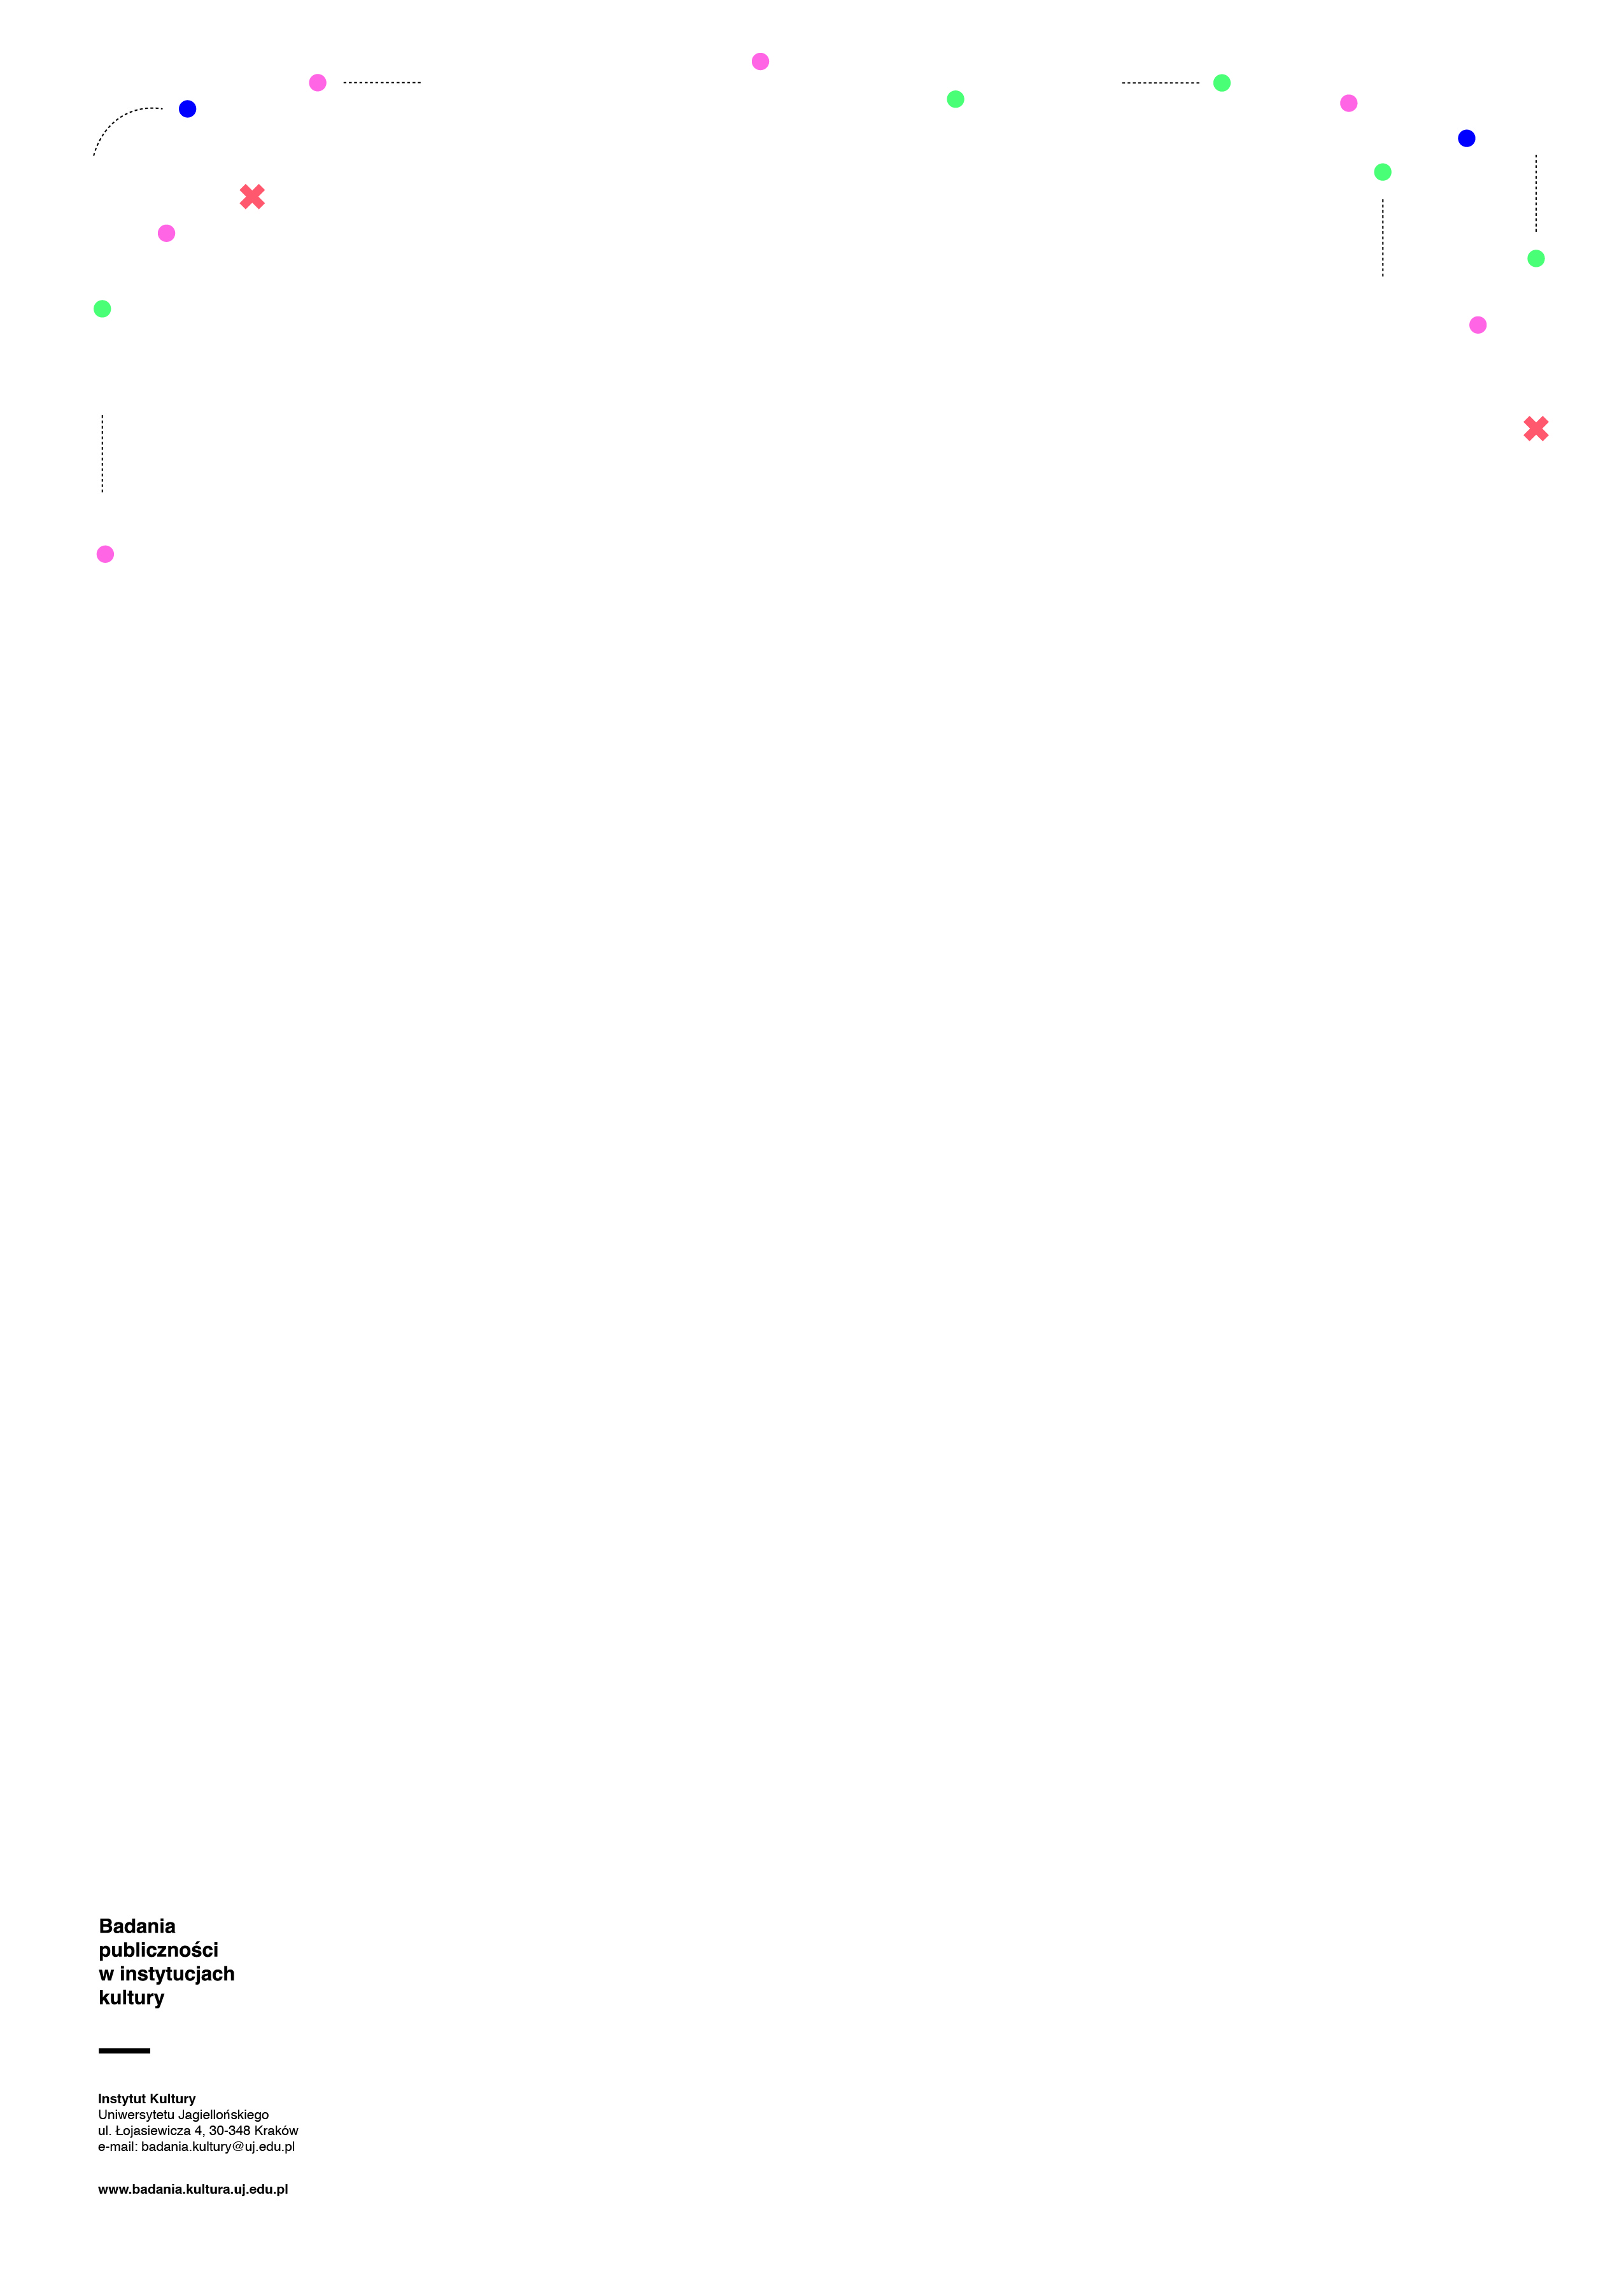 Badania
publiczności
w instytucjach
kultury
Instytut Kultury
Uniwersytetu Jagiellońskiego
ul. Łojasiewicza 4, 30-348 Kraków
e-mail: badania.kultury@uj.edu.pl
www.badania.kultura.uj.edu.pl